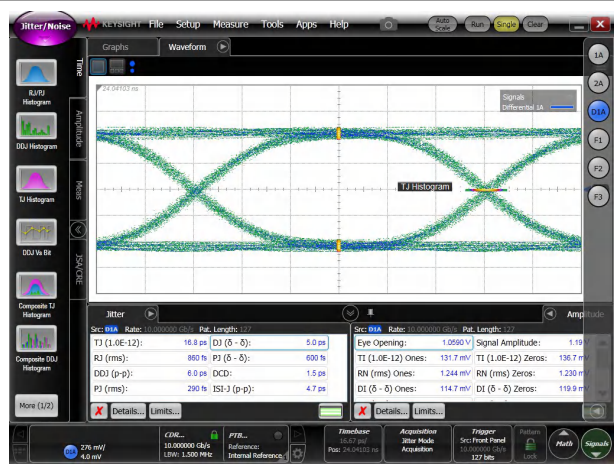 Jitter/Noise
KEYSIGHT File Setup Measure Tools Apps Help
Auto Scale
Run
Single
Clear
Graphs
Waveform
RJ/PJ
Histogram
DDJ Histogram
TJ Histogram
DDJ Vs Bit
Composite TJ
Histogram
Composite DDJ
Histogram
More (1/2)
Time
Amplitude
Meas
JSA/CRE
24.04103 ns
Signals
Differential 1A
TJ Histogram
1A
2A
D1A
F1
F2
F3
Jitter
Src: D1A Rate: 10.000000 Gb/s Pat. Length: 127
TJ (1.0E-12): 16.8 ps DJ (δ - δ): 5.0 ps
RJ (rms): 860 fs PJ (δ - δ): 600 fs
DDJ (p-p): 6.0 ps DCD: 1.5 ps
PJ (rms): 290 fs ISI-J (p-p): 4.7 ps
Details... Limits...
Amplitude
Src: D1A Rate: 10.000000 Gb/s Pat. Length: 127
Eye Opening: 1.0590 V Signal Amplitude: 1.19 V
TI (1.0E-12) Ones: 131.7 mV TI (1.0E-12) Zeros: 136.7 m
RN (rms) Ones: 1.244 mV RN (rms) Zeros: 1.230 m
DI (δ - δ) Ones: 114.7 mV DI (δ - δ) Zeros: 119.9 m
Details... Limits...
D1A
276 mV/
4.0 mV
CDR...
10.000000 Gb/s
LBW: 1.500 MHz
PTB...
Reference:
Internal Reference
Timebase
16.67 ps/
Pos: 24.04103 ns
Acquisition
Jitter Mode
Acquisition
Trigger
Src: Front Panel
10.000000 Gb/s
127 bits
Pattern
Lock
Math
Signals